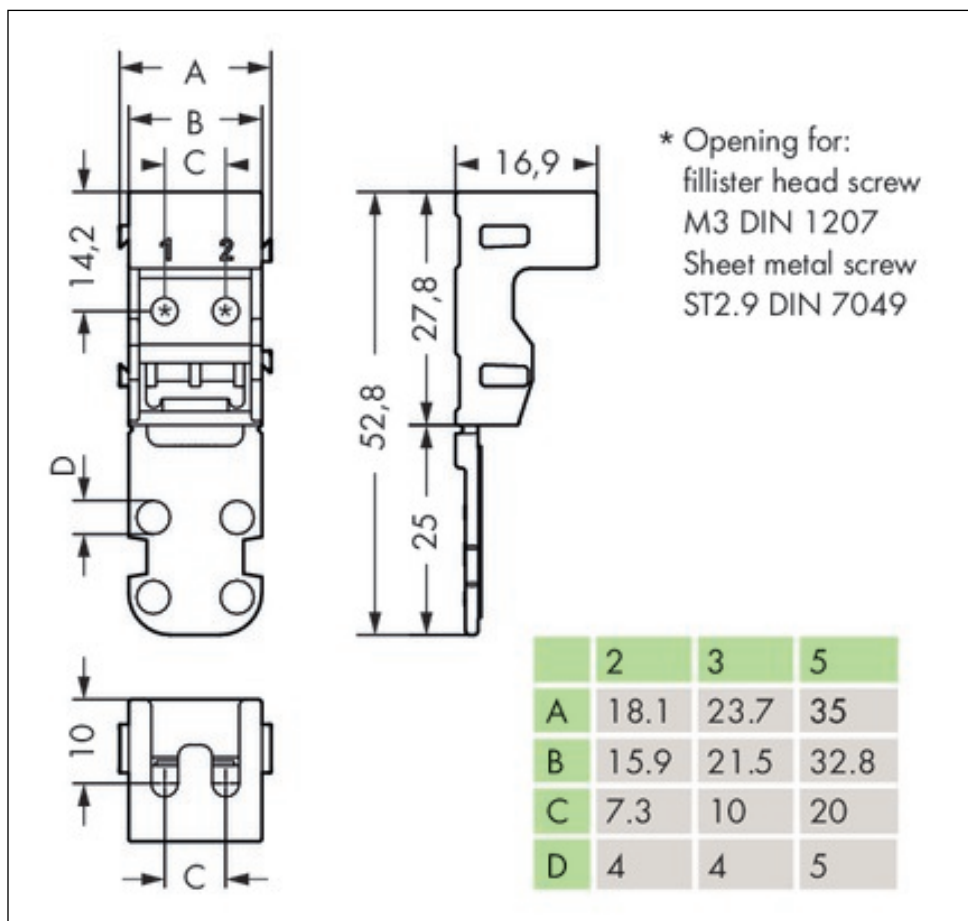 A
B
C
14,2
1 2
* *
D
10
C
16,9
27,8
52,8
25
* Opening for:
fillister head screw
M3 DIN 1207
Sheet metal screw
ST2.9 DIN 7049
2 3 5
A 18.1 23.7 35
B 15.9 21.5 32.8
C 7.3 10 20
D 4 4 5